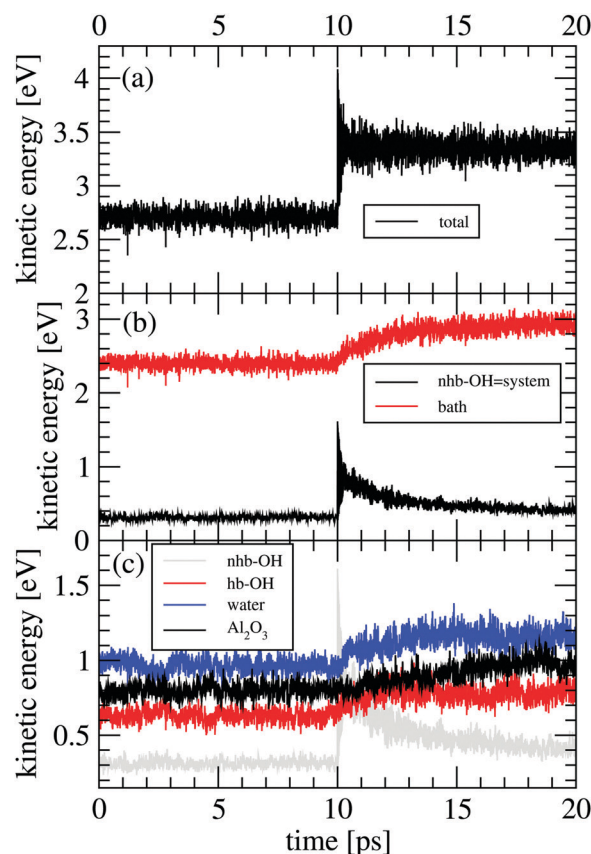 0 5 10 15 20
(a)
kinetic energy [eV]
4
3.5
3
2.5
2
total
(b)
kinetic energy [eV]
3
2
1
0
nhb-OH=system
bath
(c)
kinetic energy [eV]
1.5
1
0.5
nhb-OH
hb-OH
water
Al₂O₃
0 5 10 15 20
time [ps]